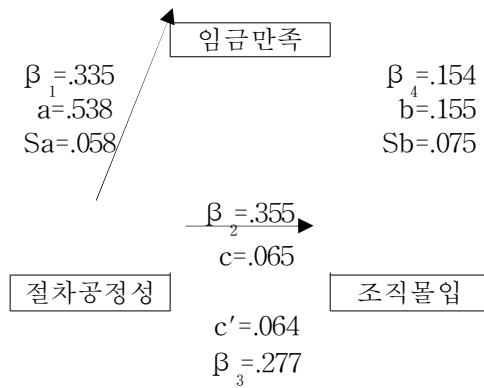 임금만족
β₁=.335
a=.538
Sa=.058
β₄=.154
b=.155
Sb=.075
β₂=.355
c=.065
절차공정성
조직몰입
c′=.064
β₃=.277